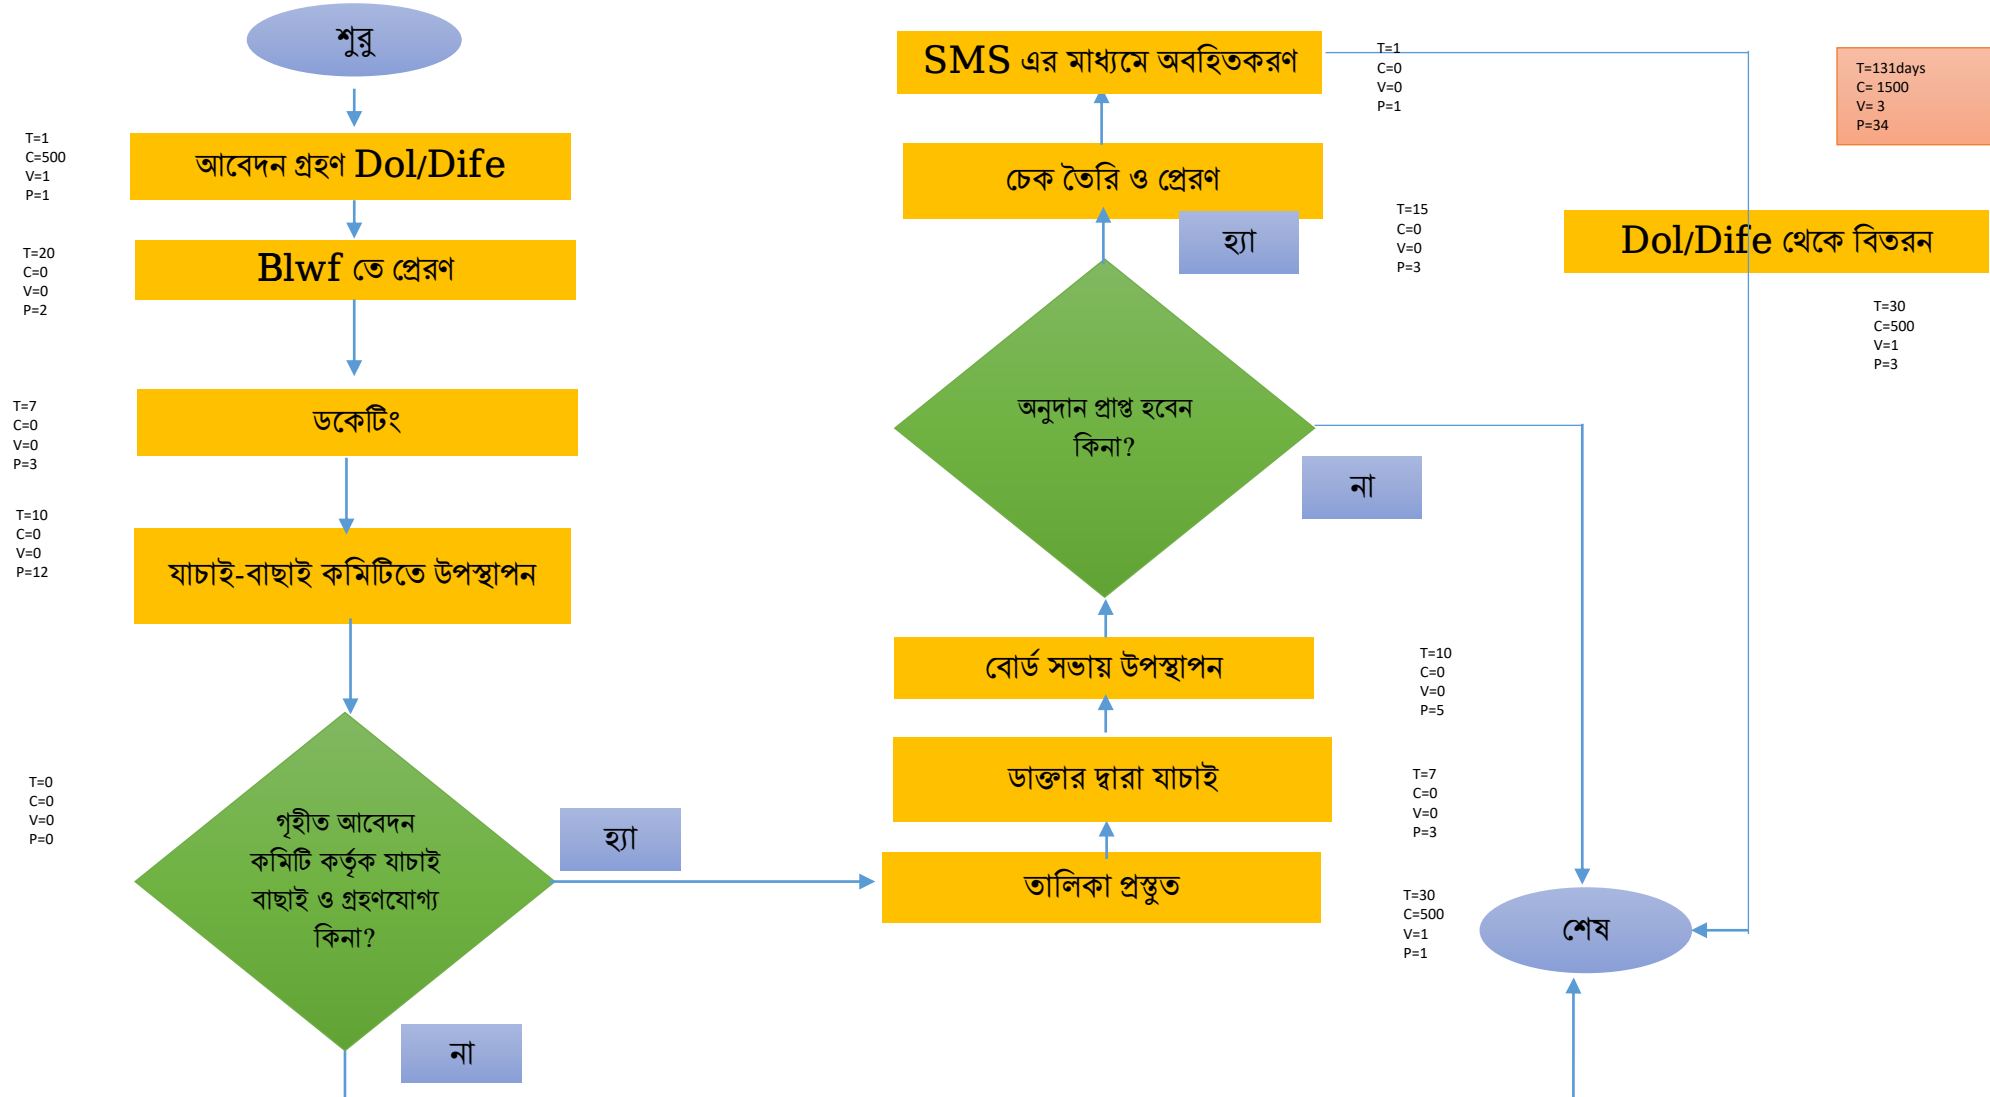 শুরু
T=1
C=500
V=1
P=1
আবেদন গ্রহণ Dol/Dife
T=20
C=0
V=0
P=2
Blwf তে প্রেরণ
T=7
C=0
V=0
P=3
ডকেটিং
T=10
C=0
V=0
P=12
যাচাই-বাছাই কমিটিতে উপস্থাপন
T=0
C=0
V=0
P=0
গৃহীত আবেদন
কমিটি কর্তৃক যাচাই
বাছাই ও গ্রহণযোগ্য
কিনা?
হ্যা
না
তালিকা প্রস্তুত
T=30
C=500
V=1
P=1
ডাক্তার দ্বারা যাচাই
T=7
C=0
V=0
P=3
বোর্ড সভায় উপস্থাপন
T=10
C=0
V=0
P=5
অনুদান প্রাপ্ত হবেন
কিনা?
হ্যা
না
চেক তৈরি ও প্রেরণ
T=15
C=0
V=0
P=3
SMS এর মাধ্যমে অবহিতকরণ
T=1
C=0
V=0
P=1
T=131days
C= 1500
V= 3
P=34
Dol/Dife থেকে বিতরন
T=30
C=500
V=1
P=3
শেষ